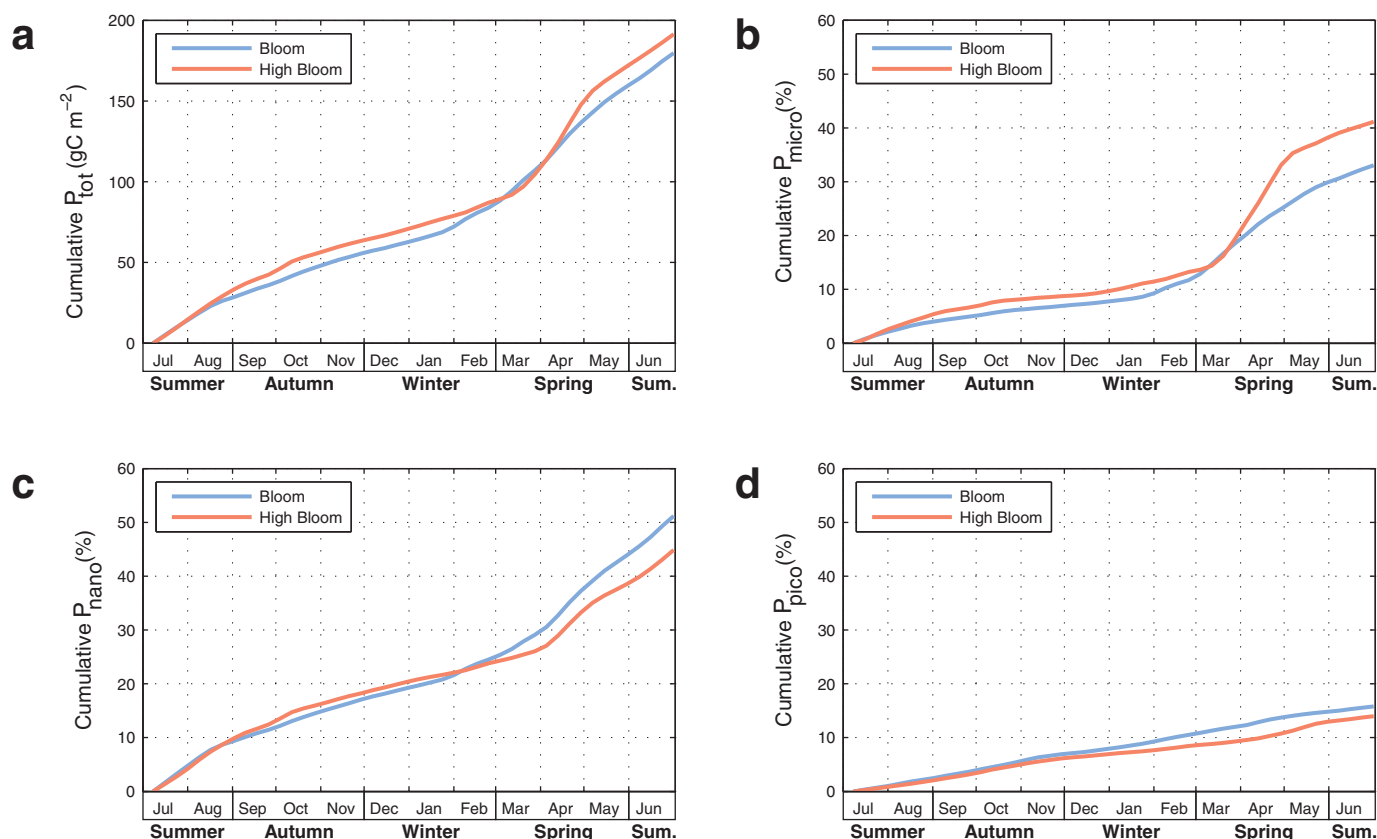 a
Cumulative P_tot (gC m−2)
200
150
100
50
0
Bloom
High Bloom
Jul Aug Sep Oct Nov Dec Jan Feb Mar Apr May Jun
Summer Autumn Winter Spring Sum.
b
Cumulative P_micro(%)
60
50
40
30
20
10
0
Bloom
High Bloom
Jul Aug Sep Oct Nov Dec Jan Feb Mar Apr May Jun
Summer Autumn Winter Spring Sum.
c
Cumulative P_nano(%)
60
50
40
30
20
10
0
Bloom
High Bloom
Jul Aug Sep Oct Nov Dec Jan Feb Mar Apr May Jun
Summer Autumn Winter Spring Sum.
d
Cumulative P_pico(%)
60
50
40
30
20
10
0
Bloom
High Bloom
Jul Aug Sep Oct Nov Dec Jan Feb Mar Apr May Jun
Summer Autumn Winter Spring Sum.